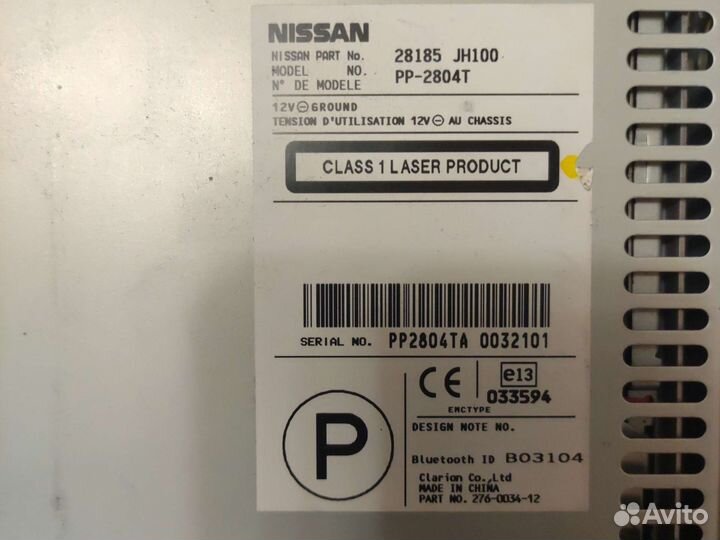 NISSAN
NISSAN PART No. 28185 JH100
MODEL NO. PP-2804T
N° DE MODELE
12V⊖GROUND
TENSION D'UTILISATION 12V⊖ AU CHASSIS
CLASS 1 LASER PRODUCT
SERIAL NO. PP2804TA 0032101
P
CE e13
033594
EMCTYPE
DESIGN NOTE NO.
Bluetooth ID B03104
Clarion Co.,Ltd
MADE IN CHINA
PART NO. 276-0034-12
Avito